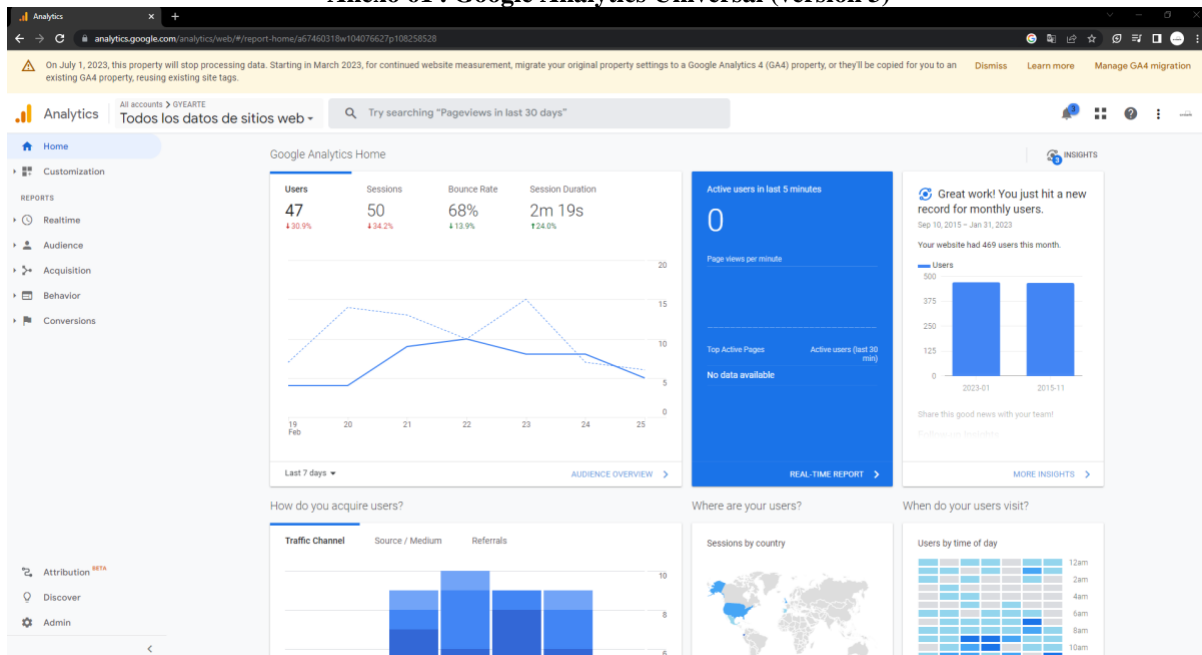 Anexo 01 : Google Analytics Universal (versión 3)
Analytics
analytics.google.com/analytics/web/#/report-home/a67460318w104076627p108258528
On July 1, 2023, this property will stop processing data. Starting in March 2023, for continued website measurement, migrate your original property settings to a Google Analytics 4 (GA4) property, or they'll be copied for you to an
existing GA4 property, reusing existing site tags.
Dismiss
Learn more
Manage GA4 migration
Analytics
All accounts > GYEARTE
Todos los datos de sitios web
Try searching "Pageviews in last 30 days"
3
Home
Customization
REPORTS
Realtime
Audience
Acquisition
Behavior
Conversions
Attribution BETA
Discover
Admin
Google Analytics Home
INSIGHTS
3
Users
Sessions
Bounce Rate
Session Duration
47
50
68%
2m 19s
30.9%
34.2%
13.9%
24.0%
20
15
10
5
0
19
Feb
20
21
22
23
24
25
Last 7 days
AUDIENCE OVERVIEW
Active users in last 5 minutes
0
Page views per minute
Top Active Pages
Active users (last 30
min)
No data available
REAL-TIME REPORT
Great work! You just hit a new
record for monthly users.
Sep 10, 2015 – Jan 31, 2023
Your website had 469 users this month.
Users
500
375
250
125
0
2023-01
2015-11
Share this good news with your team!
MORE INSIGHTS
How do you acquire users?
Traffic Channel
Source / Medium
Referrals
10
8
6
Where are your users?
Sessions by country
When do your users visit?
Users by time of day
12am
2am
4am
6am
8am
10am